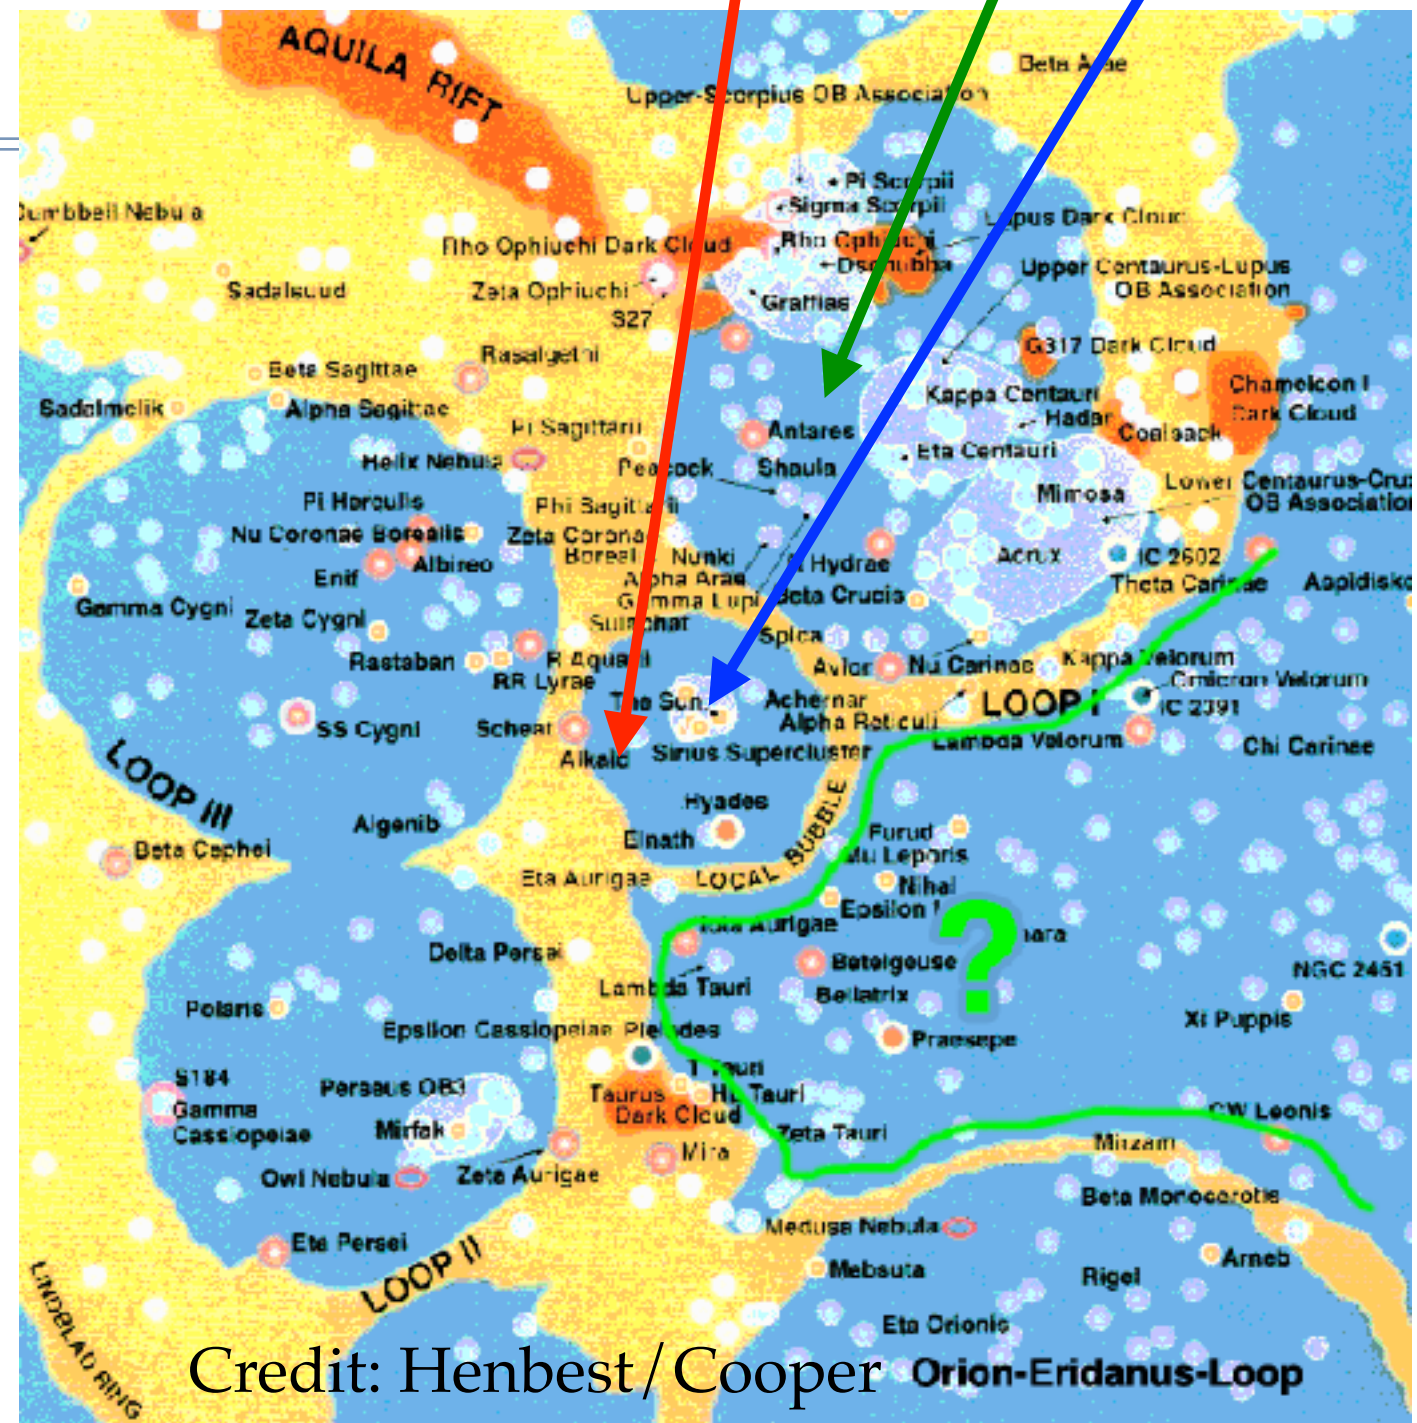 AQUILA RIFT
Beta Arae
Upper-Scorpius OB Association
Pi Scorpii
Sigma Scorpii
Dumbbell Nebula
Lupus Dark Cloud
Rho Ophiuchi Dark Cloud
Rho Ophiuchi
Dschubba
Upper Centaurus-Lupus
OB Association
Sadalsuud
Zeta Ophiuchi
Graffias
S27
G317 Dark Cloud
Rasalgethi
Beta Sagittae
Chameleon I
Dark Cloud
Sadalmelik
Alpha Sagittae
Kappa Centauri
Hadar
Pi Sagittarii
Antares
Coalsack
Helix Nebula
Peacock
Shaula
Eta Centauri
Mimosa
Lower Centaurus-Crux
OB Association
Pi Herculis
Phi Sagittarii
Nu Coronae Borealis
Zeta Coronae
Borealis
Nunki
Hydrae
Acrux
IC 2602
Albireo
Enif
Alpha Arae
Theta Carinae
Aspidiske
Gamma Cygni
Gamma Lupi
Beta Crucis
Zeta Cygni
Sulaphat
Spica
Rastaban
R Aquarii
Avior
Nu Carinae
Kappa Velorum
RR Lyrae
The Sun
Achernar
Omicron Velorum
IC 2391
SS Cygni
Scheat
Alpha Reticuli
LOOP I
Lambda Velorum
Chi Carinae
Alkaid
Sirius Supercluster
LOOP III
Hyades
Algenib
Elnath
LOCAL BUBBLE
Furud
Mu Leporis
Beta Cephei
Eta Aurigae
Nihal
Epsilon
Iota Aurigae
?
hara
Delta Persei
Betelgeuse
NGC 2451
Lambda Tauri
Bellatrix
Polaris
Epsilon Cassiopeiae
Pleiades
Praesepe
Xi Puppis
T Tauri
S184
Perseus OB3
Taurus
Dark Cloud
HL Tauri
Gamma
Cassiopeiae
Mirfak
Zeta Tauri
CW Leonis
Mira
Mirzam
Owl Nebula
Zeta Aurigae
Beta Monocerotis
Medusa Nebula
Eta Persei
LOOP II
Mebsuta
Arneb
Rigel
LINDBLAD RING
Eta Orionis
Credit: Henbest/Cooper
Orion-Eridanus-Loop